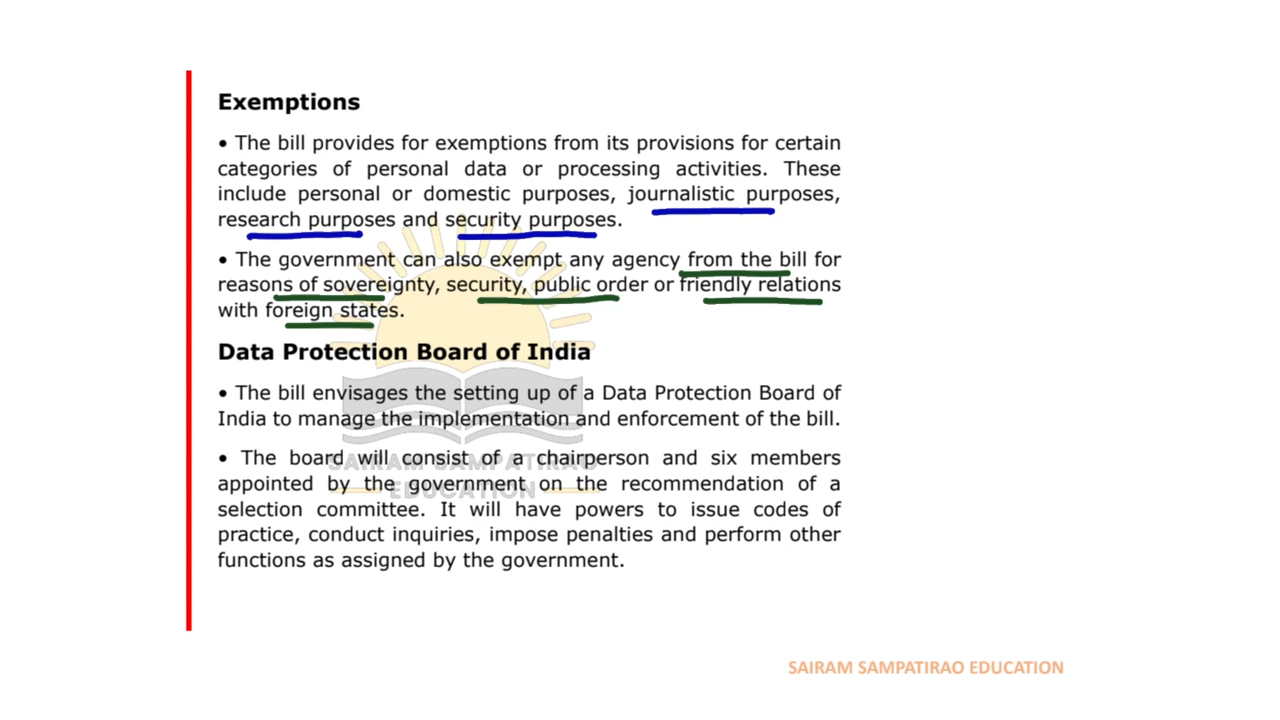 Exemptions
• The bill provides for exemptions from its provisions for certain
categories of personal data or processing activities. These
include personal or domestic purposes, journalistic purposes,
research purposes and security purposes.
• The government can also exempt any agency from the bill for
reasons of sovereignty, security, public order or friendly relations
with foreign states.
Data Protection Board of India
• The bill envisages the setting up of a Data Protection Board of
India to manage the implementation and enforcement of the bill.
• The board will consist of a chairperson and six members
appointed by the government on the recommendation of a
selection committee. It will have powers to issue codes of
practice, conduct inquiries, impose penalties and perform other
functions as assigned by the government.
SAIRAM SAMPATIRAO
EDUCATION
SAIRAM SAMPATIRAO EDUCATION